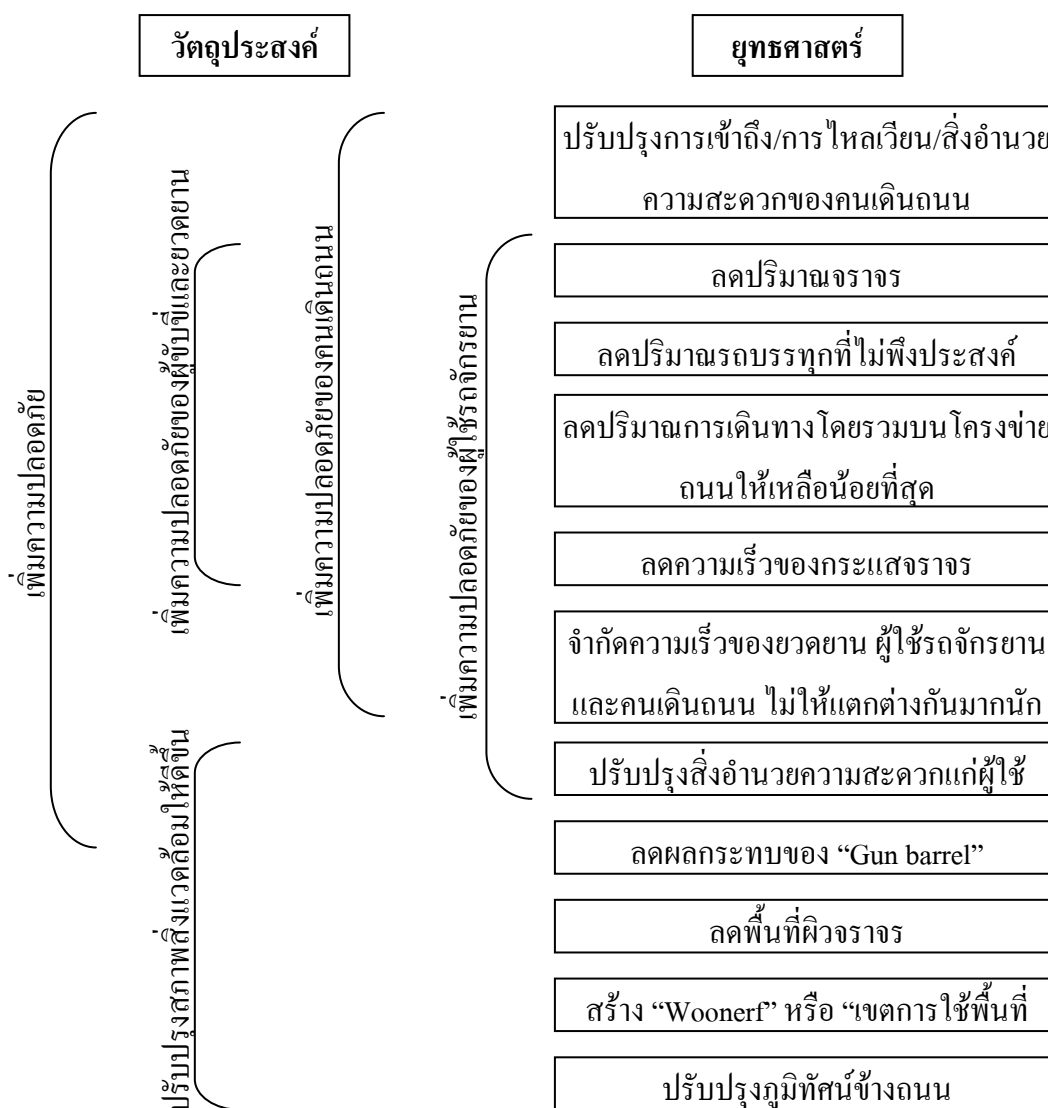 วัตถุประสงค์
ยุทธศาสตร์
เพิ่มความปลอดภัย
เพิ่มความปลอดภัยของผู้ขับขี่และยวดยาน
เพิ่มความปลอดภัยของคนเดินถนน
เพิ่มความปลอดภัยของผู้ใช้รถจักรยาน
ปรับปรุงสภาพสิ่งแวดล้อมให้ดีขึ้น
ปรับปรุงการเข้าถึง/การไหลเวียน/สิ่งอำนวย
ความสะดวกของคนเดินถนน
ลดปริมาณจราจร
ลดปริมาณรถบรรทุกที่ไม่พึงประสงค์
ลดปริมาณการเดินทางโดยรวมบนโครงข่าย
ถนนให้เหลือน้อยที่สุด
ลดความเร็วของกระแสจราจร
จำกัดความเร็วของยวดยาน ผู้ใช้รถจักรยาน
และคนเดินถนน ไม่ให้แตกต่างกันมากนัก
ปรับปรุงสิ่งอำนวยความสะดวกแก่ผู้ใช้
ลดผลกระทบของ “Gun barrel”
ลดพื้นที่ผิวจราจร
สร้าง “Woonerf” หรือ “เขตการใช้พื้นที่
ปรับปรุงภูมิทัศน์ข้างถนน